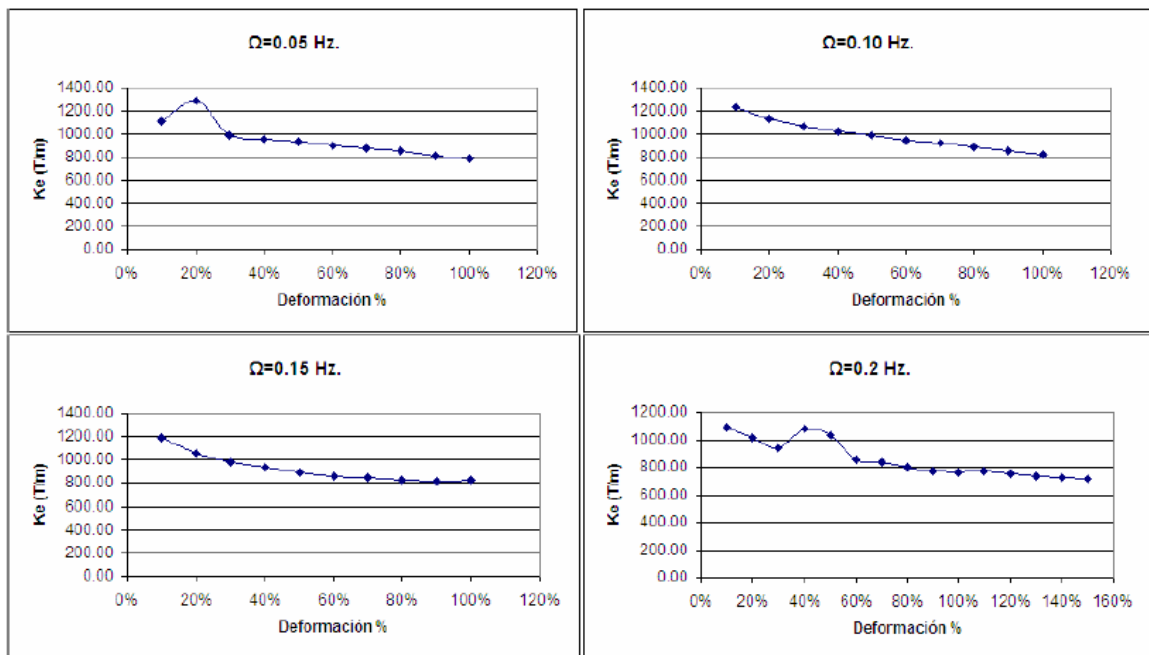 Ω=0.05 Hz.
1400.00
1200.00
1000.00
800.00
600.00
400.00
200.00
0.00
Ke (T/m)
0% 20% 40% 60% 80% 100% 120%
Deformación %
Ω=0.10 Hz.
1400.00
1200.00
1000.00
800.00
600.00
400.00
200.00
0.00
Ke (T/m)
0% 20% 40% 60% 80% 100% 120%
Deformación %
Ω=0.15 Hz.
1400.00
1200.00
1000.00
800.00
600.00
400.00
200.00
0.00
Ke (T/m)
0% 20% 40% 60% 80% 100% 120%
Deformación %
Ω=0.2 Hz.
1200.00
1000.00
800.00
600.00
400.00
200.00
0.00
Ke (T/m)
0% 20% 40% 60% 80% 100% 120% 140% 160%
Deformación %